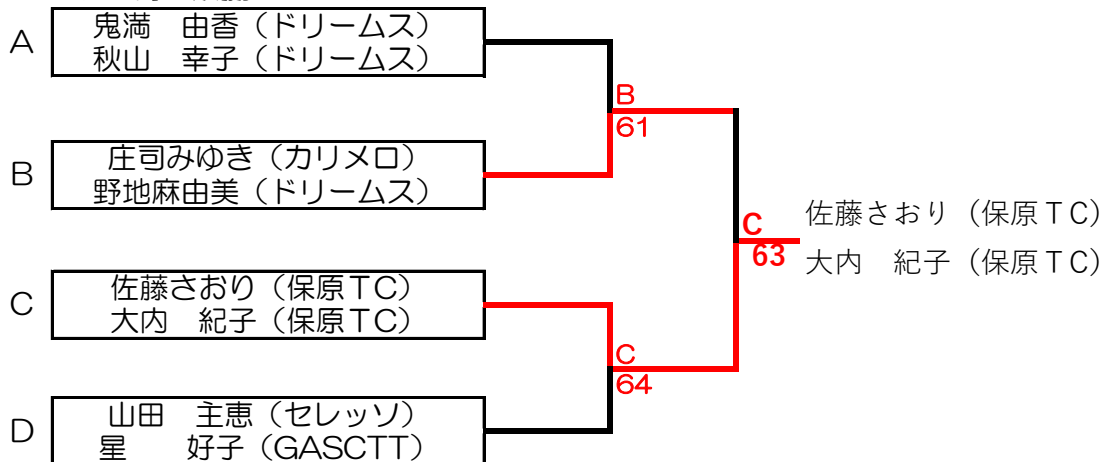 A
鬼満　由香（ドリームス）
秋山　幸子（ドリームス）
B
61
B
庄司みゆき（カリメロ）
野地麻由美（ドリームス）
C
63
佐藤さおり（保原ＴＣ）
大内　紀子（保原ＴＣ）
C
佐藤さおり（保原ＴＣ）
大内　紀子（保原ＴＣ）
C
64
D
山田　主恵（セレッソ）
星　　好子（GASCTT）